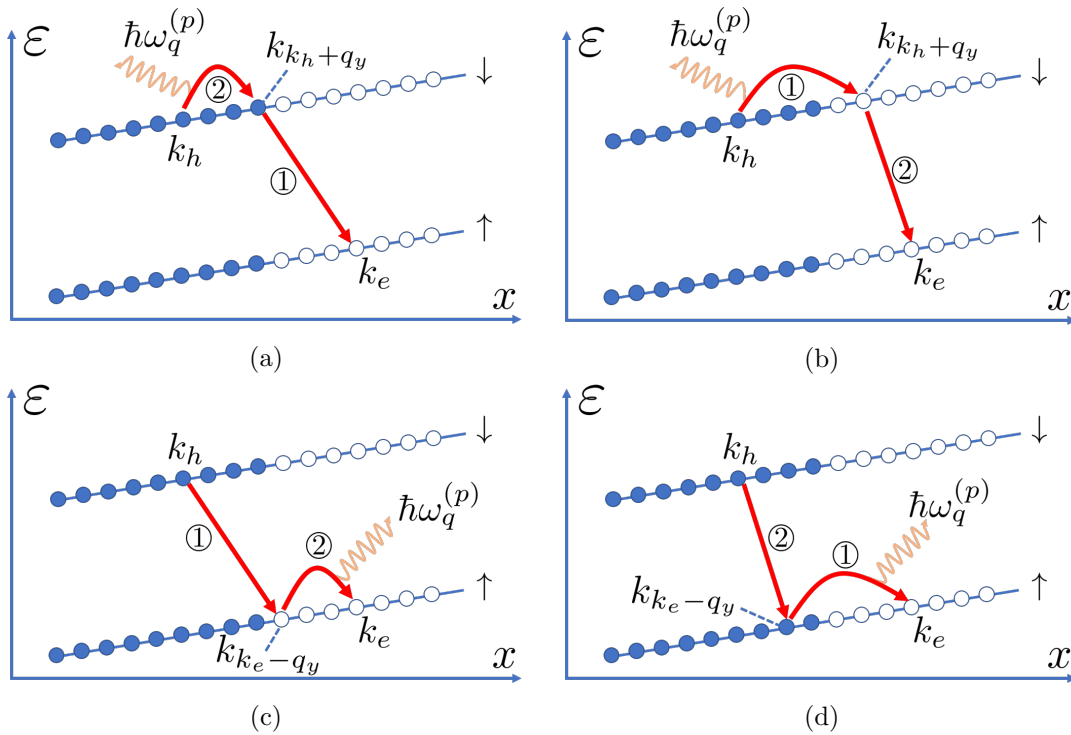 ε
ħω_q^(p)
②
k_{k_h+q_y}
↓
k_h
①
↑
k_e
x
(a)
ε
ħω_q^(p)
①
k_{k_h+q_y}
↓
k_h
②
↑
k_e
x
(b)
ε
k_h
↓
ħω_q^(p)
①
②
↑
k_{k_e−q_y}
k_e
x
(c)
ε
k_h
↓
ħω_q^(p)
②
①
k_{k_e−q_y}
↑
k_e
x
(d)